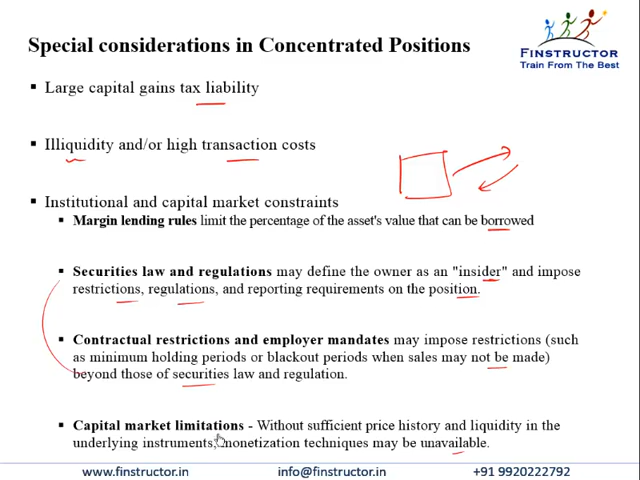 Special considerations in Concentrated Positions
FINSTRUCTOR
Train From The Best
▪ Large capital gains tax liability
▪ Illiquidity and/or high transaction costs
▪ Institutional and capital market constraints
▪ Margin lending rules limit the percentage of the asset's value that can be borrowed
▪ Securities law and regulations may define the owner as an "insider" and impose
restrictions, regulations, and reporting requirements on the position.
▪ Contractual restrictions and employer mandates may impose restrictions (such
as minimum holding periods or blackout periods when sales may not be made)
beyond those of securities law and regulation.
▪ Capital market limitations - Without sufficient price history and liquidity in the
underlying instruments, monetization techniques may be unavailable.
www.finstructor.in info@finstructor.in +91 9920222792